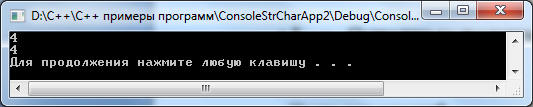 D:\C++\C++ примеры программ\ConsoleStrCharApp2\Debug\Consol...
4
4
Для продолжения нажмите любую клавишу . . .